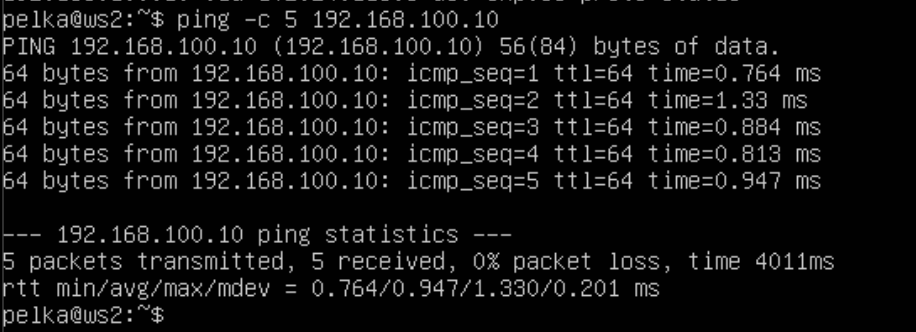 pelka@ws2:~$ ping -c 5 192.168.100.10
PING 192.168.100.10 (192.168.100.10) 56(84) bytes of data.
64 bytes from 192.168.100.10: icmp_seq=1 ttl=64 time=0.764 ms
64 bytes from 192.168.100.10: icmp_seq=2 ttl=64 time=1.33 ms
64 bytes from 192.168.100.10: icmp_seq=3 ttl=64 time=0.884 ms
64 bytes from 192.168.100.10: icmp_seq=4 ttl=64 time=0.813 ms
64 bytes from 192.168.100.10: icmp_seq=5 ttl=64 time=0.947 ms

--- 192.168.100.10 ping statistics ---
5 packets transmitted, 5 received, 0% packet loss, time 4011ms
rtt min/avg/max/mdev = 0.764/0.947/1.330/0.201 ms
pelka@ws2:~$